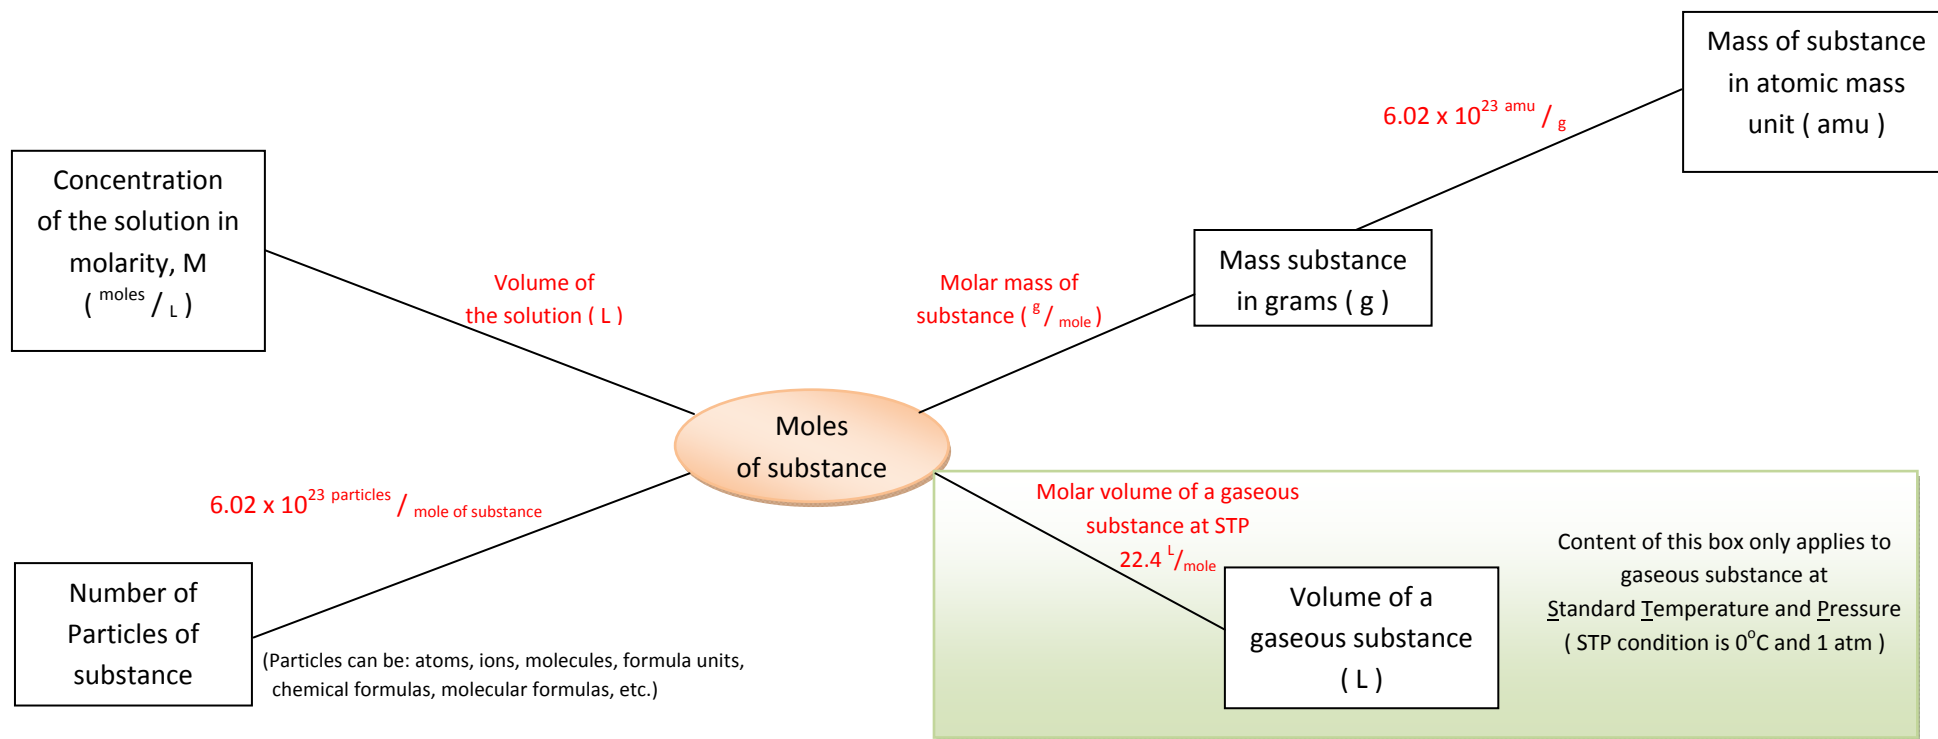 Mass of substance
in atomic mass
unit ( amu )
6.02 x 10²³ ᵃᵐᵘ / g
Concentration
of the solution in
molarity, M
( ᵐᵒˡᵉˢ / L )
Volume of
the solution ( L )
Molar mass of
substance ( ᵍ/ mole )
Mass substance
in grams ( g )
Moles
of substance
6.02 x 10²³ ᵖᵃʳᵗⁱᶜˡᵉˢ / mole of substance
Number of
Particles of
substance
(Particles can be: atoms, ions, molecules, formula units,
chemical formulas, molecular formulas, etc.)
Molar volume of a gaseous
substance at STP
22.4 ᴸ/mole
Volume of a
gaseous substance
( L )
Content of this box only applies to
gaseous substance at
Standard Temperature and Pressure
( STP condition is 0°C and 1 atm )